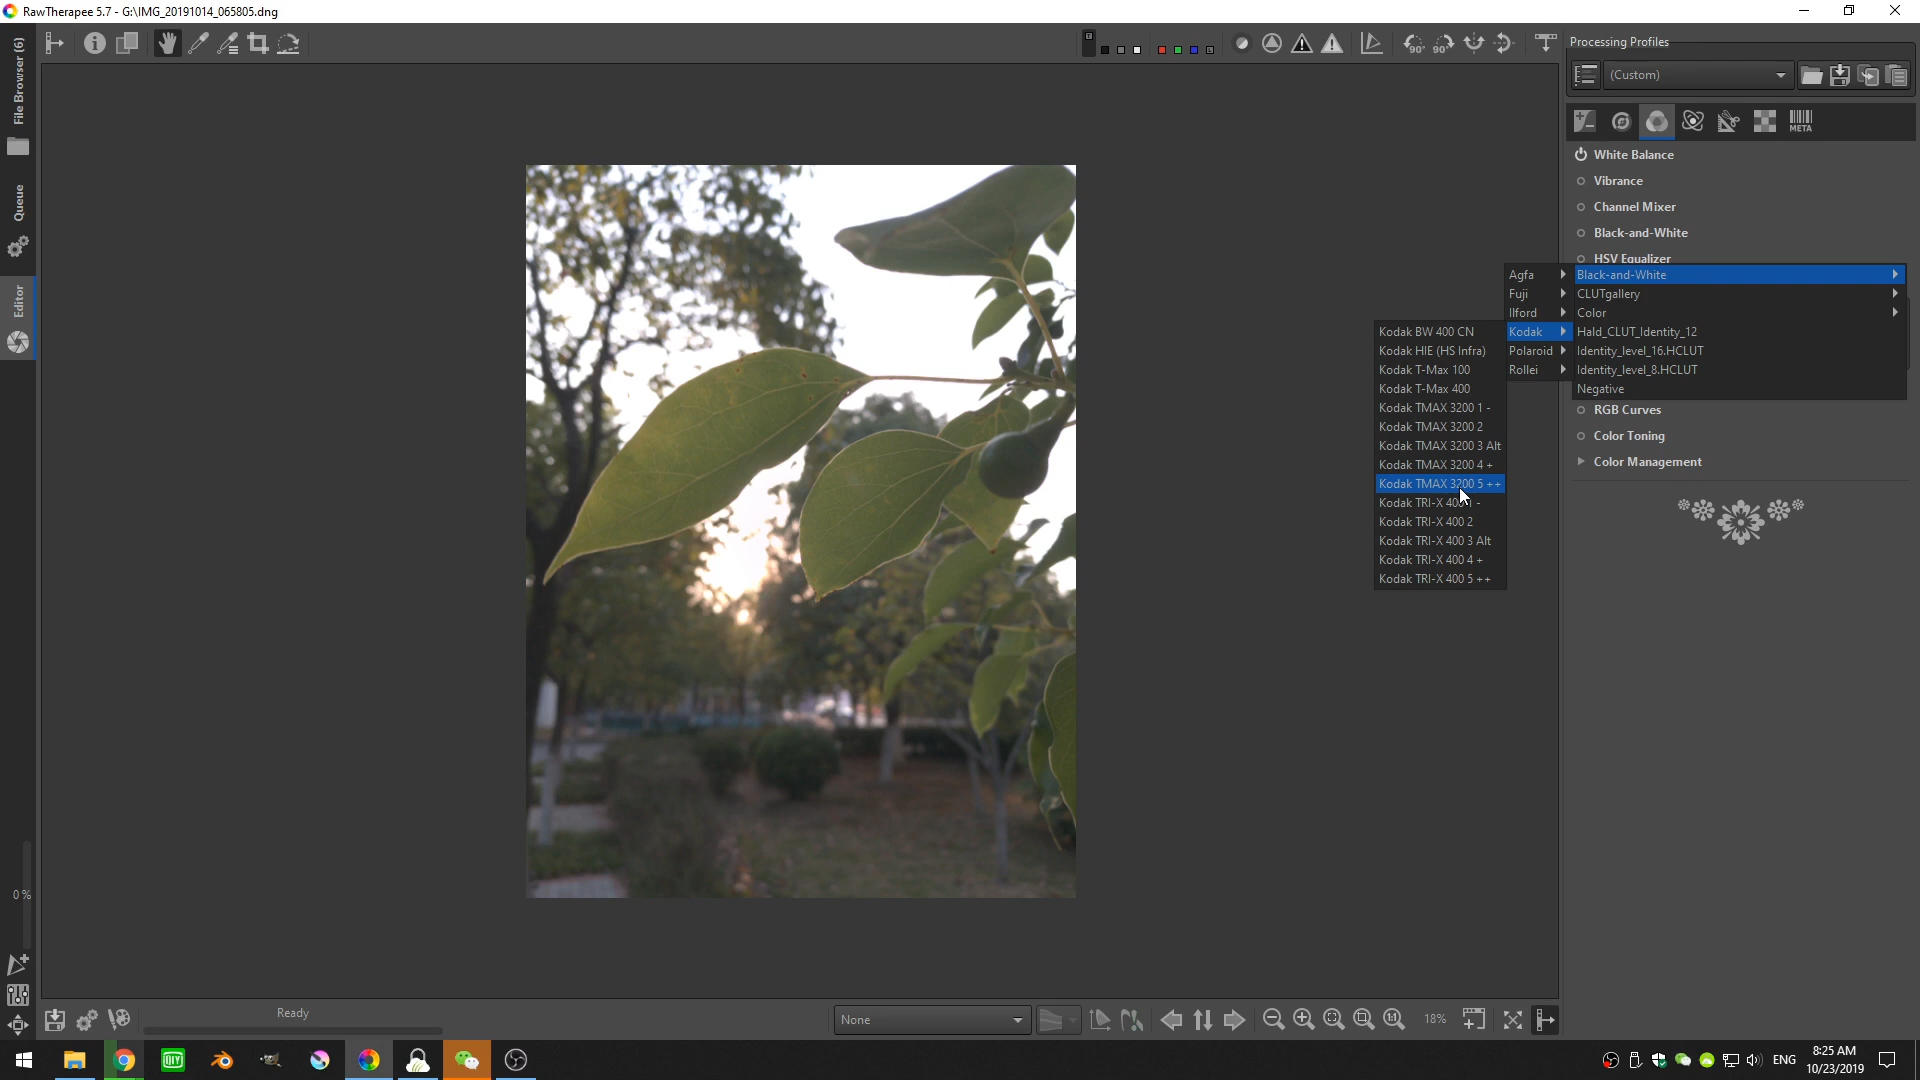 RawTherapee 5.7 - G:\IMG_20191014_065805.dng
File Browser (6)
Queue
Editor
0 %
Processing Profiles
(Custom)
META
White Balance
Vibrance
Channel Mixer
Black-and-White
HSV Equalizer
Black-and-White
CLUTgallery
Color
Hald_CLUT_Identity_12
Identity_level_16.HCLUT
Identity_level_8.HCLUT
Negative
Agfa
Fuji
Ilford
Kodak
Polaroid
Rollei
Kodak BW 400 CN
Kodak HIE (HS Infra)
Kodak T-Max 100
Kodak T-Max 400
Kodak TMAX 3200 1 -
Kodak TMAX 3200 2
Kodak TMAX 3200 3 Alt
Kodak TMAX 3200 4 +
Kodak TMAX 3200 5 ++
Kodak TRI-X 400 1 -
Kodak TRI-X 400 2
Kodak TRI-X 400 3 Alt
Kodak TRI-X 400 4 +
Kodak TRI-X 400 5 ++
RGB Curves
Color Toning
Color Management
90°
90°
Ready
None
1:1
18%
DIY
ENG
8:25 AM
10/23/2019